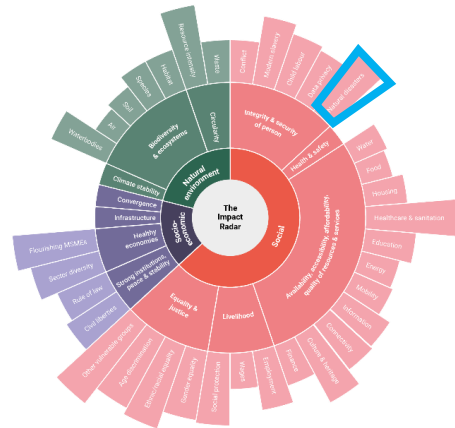 The
Impact
Radar
Social
Natural
environment
Socio-
economic
Integrity & security
of person
Health & safety
Availability, accessibility, affordability,
quality of resources & services
Livelihood
Equality &
justice
Strong institutions,
peace & stability
Healthy
economies
Infrastructure
Convergence
Climate stability
Biodiversity
& ecosystems
Circularity
Conflict
Modern slavery
Child labour
Data privacy
Natural disasters
Water
Food
Housing
Healthcare & sanitation
Education
Energy
Mobility
Information
Connectivity
Culture & heritage
Finance
Employment
Wages
Social protection
Gender equality
Ethnic/racial equality
Age discrimination
Other vulnerable groups
Civil liberties
Rule of law
Sector diversity
Flourishing MSMEs
Waterbodies
Air
Soil
Species
Habitat
Resource intensity
Waste